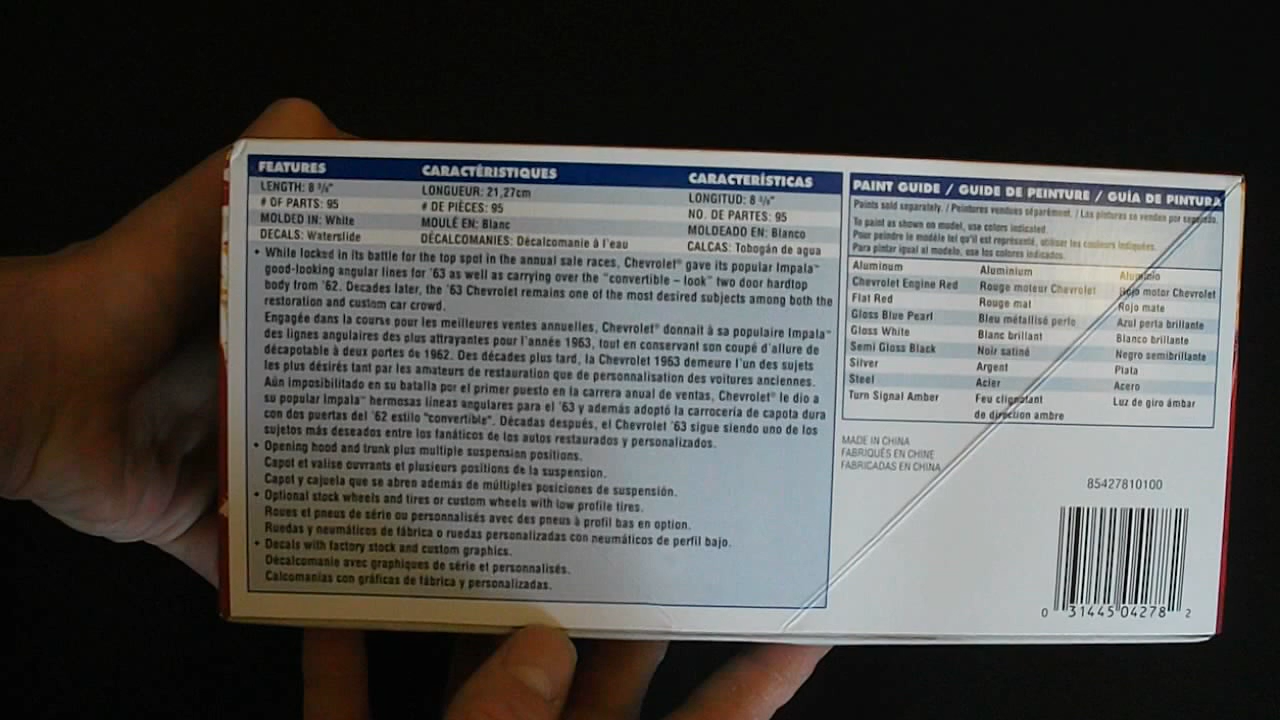 FEATURES
LENGTH: 8 ³/₈"
# OF PARTS: 95
MOLDED IN: White
DECALS: Waterslide
CARACTÉRISTIQUES
LONGUEUR: 21,27cm
# DE PIÈCES: 95
MOULÉ EN: Blanc
DÉCALCOMANIES: Décalcomanie à l'eau
CARACTERÍSTICAS
LONGITUD: 8 ³/₈"
NO. DE PARTES: 95
MOLDEADO EN: Blanco
CALCAS: Tobogán de agua
• While locked in its battle for the top spot in the annual sale races, Chevrolet® gave its popular Impala™
good-looking angular lines for '63 as well as carrying over the "convertible – look" two door hardtop
body from '62. Decades later, the '63 Chevrolet remains one of the most desired subjects among both the
restoration and custom car crowd.
Engagée dans la course pour les meilleures ventes annuelles, Chevrolet® donnait à sa populaire Impala™
des lignes angulaires des plus attrayantes pour l'année 1963, tout en conservant son coupé d'allure de
décapotable à deux portes de 1962. Des décades plus tard, la Chevrolet 1963 demeure l'un des sujets
les plus désirés tant par les amateurs de restauration que de personnalisation des voitures anciennes.
Aún imposibilitado en su batalla por el primer puesto en la carrera anual de ventas, Chevrolet® le dio a
su popular Impala™ hermosas líneas angulares para el '63 y además adoptó la carrocería de capota dura
con dos puertas del '62 estilo "convertible". Décadas después, el Chevrolet '63 sigue siendo uno de los
sujetos más deseados entre los fanáticos de los autos restaurados y personalizados.
• Opening hood and trunk plus multiple suspension positions.
Capot et valise ouvrants et plusieurs positions de la suspension.
Capot y cajuela que se abren además de múltiples posiciones de suspensión.
• Optional stock wheels and tires or custom wheels with low profile tires.
Roues et pneus de série ou personnalisés avec des pneus à profil bas en option.
Ruedas y neumáticos de fábrica o ruedas personalizadas con neumáticos de perfil bajo.
• Decals with factory stock and custom graphics.
Décalcomanie avec graphiques de série et personnalisés.
Calcomanías con gráficas de fábrica y personalizadas.
PAINT GUIDE / GUIDE DE PEINTURE / GUÍA DE PINTURA
Paints sold separately. / Peintures vendues séparément. / Las pinturas se venden por separado.
To paint as shown on model, use colors indicated.
Pour peindre le modèle tel qu'il est représenté, utiliser les couleurs indiquées.
Para pintar igual al modelo, use los colores indicados.
Aluminum Aluminium Aluminio
Chevrolet Engine Red Rouge moteur Chevrolet Rojo motor Chevrolet
Flat Red Rouge mat Rojo mate
Gloss Blue Pearl Bleu métallisé perle Azul perla brillante
Gloss White Blanc brillant Blanco brillante
Semi Gloss Black Noir satiné Negro semibrillante
Silver Argent Plata
Steel Acier Acero
Turn Signal Amber Feu clignotant Luz de giro ámbar
de direction ambre
MADE IN CHINA
FABRIQUÉS EN CHINE
FABRICADAS EN CHINA
85427810100
0 31445 04278 2